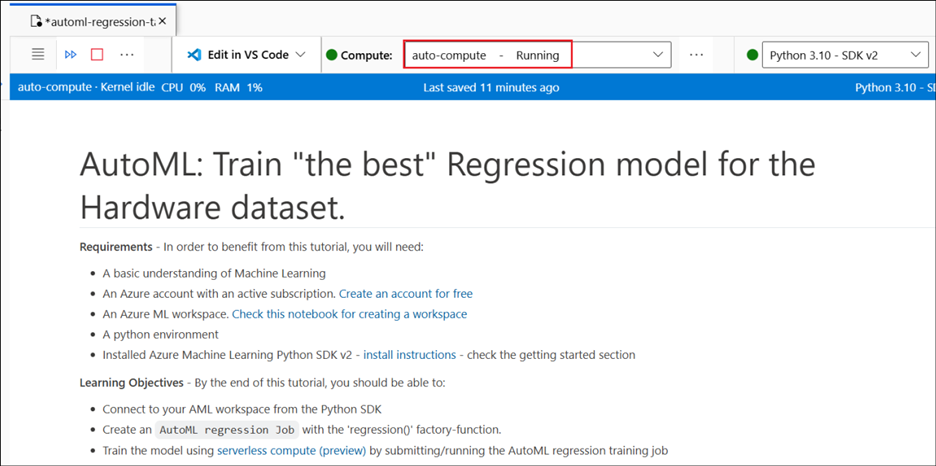 *automl-regression-ta
Edit in VS Code Compute: auto-compute - Running Python 3.10 - SDK v2
auto-compute · Kernel idle CPU 0% RAM 1% Last saved 11 minutes ago Python 3.10 - SD
AutoML: Train "the best" Regression model for the
Hardware dataset.
Requirements - In order to benefit from this tutorial, you will need:
• A basic understanding of Machine Learning
• An Azure account with an active subscription. Create an account for free
• An Azure ML workspace. Check this notebook for creating a workspace
• A python environment
• Installed Azure Machine Learning Python SDK v2 - install instructions - check the getting started section
Learning Objectives - By the end of this tutorial, you should be able to:
• Connect to your AML workspace from the Python SDK
• Create an AutoML regression Job with the 'regression()' factory-function.
• Train the model using serverless compute (preview) by submitting/running the AutoML regression training job